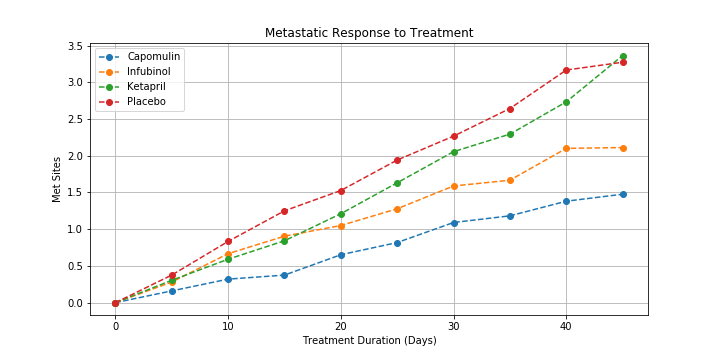 Metastatic Response to Treatment
Capomulin
Infubinol
Ketapril
Placebo
3.5
3.0
2.5
2.0
1.5
1.0
0.5
0.0
Met Sites
0 10 20 30 40
Treatment Duration (Days)